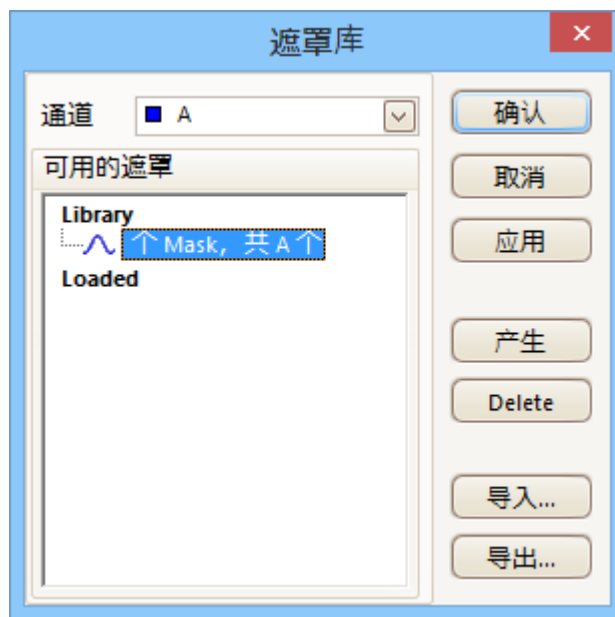 遮罩库
通道
A
可用的遮罩
Library
个 Mask，共 A 个
Loaded
确认
取消
应用
产生
Delete
导入...
导出...